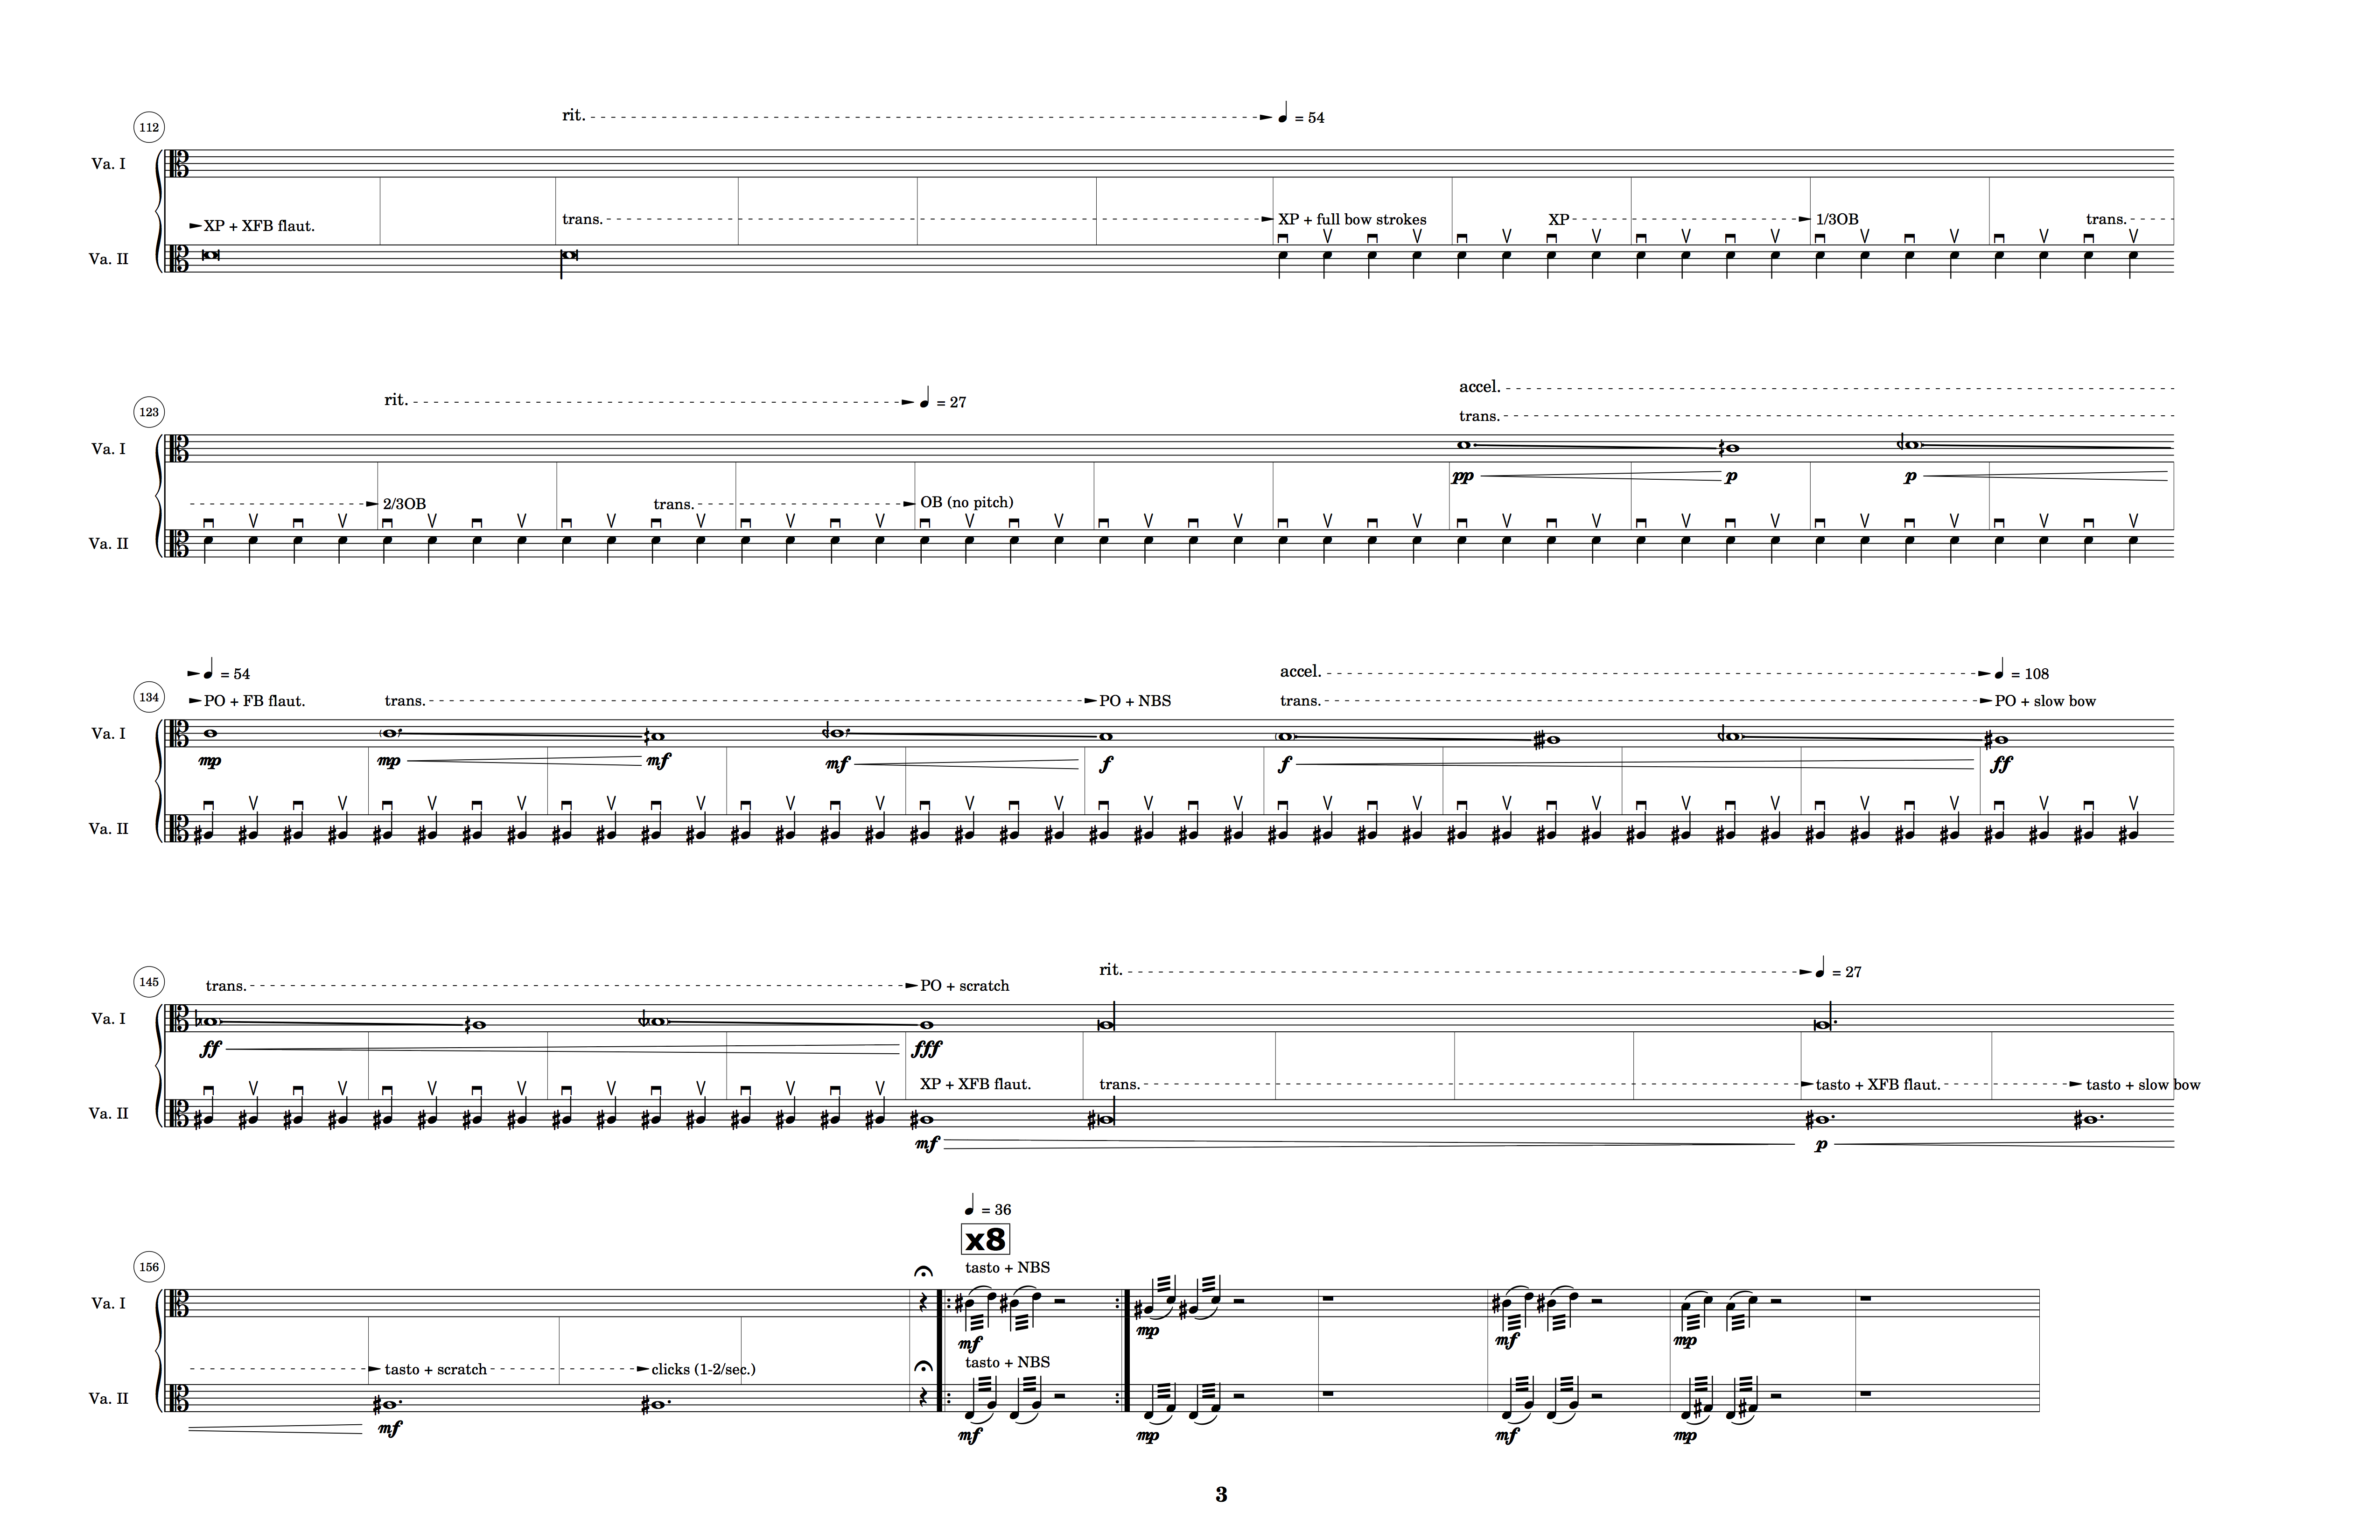 rit. = 54
112
Va. I
trans. XP + full bow strokes XP 1/3OB trans.
XP + XFB flaut.
Va. II
accel.
rit. = 27
123
trans.
Va. I
pp p p
2/3OB trans. OB (no pitch)
Va. II
= 54 accel. = 108
134
PO + FB flaut. trans. PO + NBS trans. PO + slow bow
Va. I
mp mp mf mf f f ff
Va. II
rit. = 27
145
trans. PO + scratch
Va. I
ff fff
XP + XFB flaut. trans. tasto + XFB flaut. tasto + slow bow
Va. II
mf p
= 36
x8
156
tasto + NBS
Va. I
mf mp mf mp
tasto + scratch clicks (1-2/sec.) tasto + NBS
Va. II
mf mf mp mf mp
3